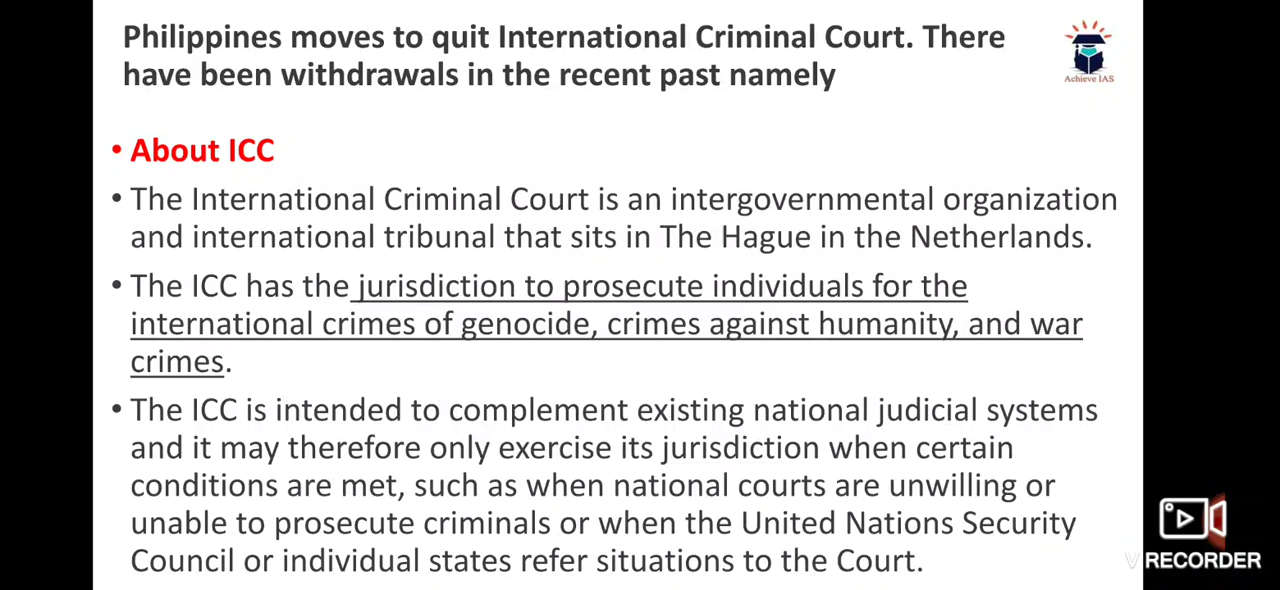 Philippines moves to quit International Criminal Court. There
have been withdrawals in the recent past namely
Achieve IAS
• About ICC
• The International Criminal Court is an intergovernmental organization
and international tribunal that sits in The Hague in the Netherlands.
• The ICC has the jurisdiction to prosecute individuals for the
international crimes of genocide, crimes against humanity, and war
crimes.
• The ICC is intended to complement existing national judicial systems
and it may therefore only exercise its jurisdiction when certain
conditions are met, such as when national courts are unwilling or
unable to prosecute criminals or when the United Nations Security
Council or individual states refer situations to the Court.
V RECORDER